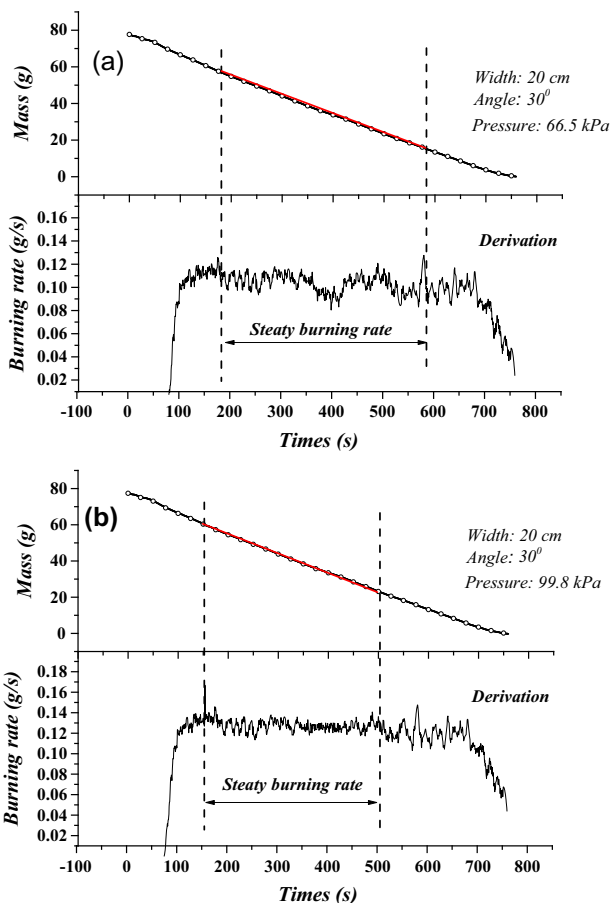 (a)
Width: 20 cm
Angle: 30⁰
Pressure: 66.5 kPa
Mass (g)
80
60
40
20
0
Derivation
Burning rate (g/s)
0.16
0.14
0.12
0.10
0.08
0.06
0.04
0.02
Steaty burning rate
-100 0 100 200 300 400 500 600 700 800
Times (s)
(b)
Width: 20 cm
Angle: 30⁰
Pressure: 99.8 kPa
Mass (g)
80
60
40
20
0
Derivation
Burning rate (g/s)
0.18
0.16
0.14
0.12
0.10
0.08
0.06
0.04
0.02
Steaty burning rate
-100 0 100 200 300 400 500 600 700 800
Times (s)